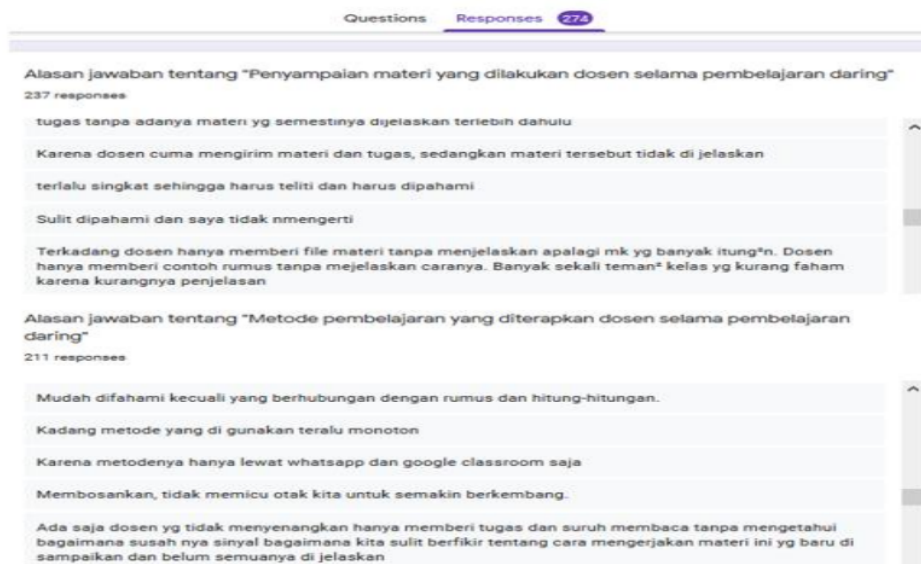 Questions Responses 274
Alasan jawaban tentang "Penyampaian materi yang dilakukan dosen selama pembelajaran daring"
237 responses
tugas tanpa adanya materi yg semestinya dijelaskan terlebih dahulu
Karena dosen cuma mengirim materi dan tugas, sedangkan materi tersebut tidak di jelaskan
terlalu singkat sehingga harus teliti dan harus dipahami
Sulit dipahami dan saya tidak nmengerti
Terkadang dosen hanya memberi file materi tanpa menjelaskan apalagi mk yg banyak itung²n. Dosen
hanya memberi contoh rumus tanpa mejelaskan caranya. Banyak sekali teman² kelas yg kurang faham
karena kurangnya penjelasan
Alasan jawaban tentang "Metode pembelajaran yang diterapkan dosen selama pembelajaran
daring"
211 responses
Mudah difahami kecuali yang berhubungan dengan rumus dan hitung-hitungan.
Kadang metode yang di gunakan teralu monoton
Karena metodenya hanya lewat whatsapp dan google classroom saja
Membosankan, tidak memicu otak kita untuk semakin berkembang.
Ada saja dosen yg tidak menyenangkan hanya memberi tugas dan suruh membaca tanpa mengetahui
bagaimana susah nya sinyal bagaimana kita sulit berfikir tentang cara mengerjakan materi ini yg baru di
sampaikan dan belum semuanya di jelaskan